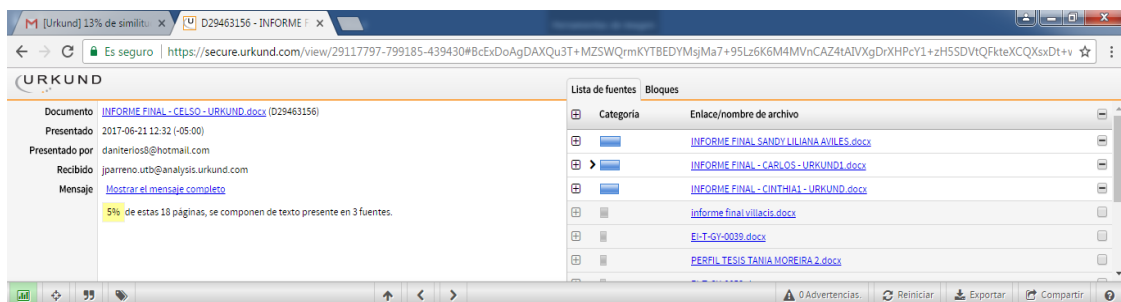 [Urkund] 13% de similitu
D29463156 - INFORME F
Es seguro
https://secure.urkund.com/view/29117797-799185-439430#BcExDoAgDAXQu3T+MZSWQrmKYTBEDYMsjMa7+95Lz6K6M4MVnCAZ4tAIVXgDrXHPcY1+zH5SDVtQFkteXCQXsxDt+v
URKUND
Documento INFORME FINAL - CELSO - URKUND.docx (D29463156)
Presentado 2017-06-21 12:32 (-05:00)
Presentado por daniterios8@hotmail.com
Recibido jparreno.utb@analysis.urkund.com
Mensaje Mostrar el mensaje completo
5% de estas 18 páginas, se componen de texto presente en 3 fuentes.
Lista de fuentes Bloques
Categoría Enlace/nombre de archivo
INFORME FINAL SANDY LILIANA AVILES.docx
INFORME FINAL - CARLOS - URKUND1.docx
INFORME FINAL - CINTHIA1 - URKUND.docx
informe final villacis.docx
EI-T-GY-0039.docx
PERFIL TESIS TANIA MOREIRA 2.docx
0 Advertencias. Reiniciar Exportar Compartir